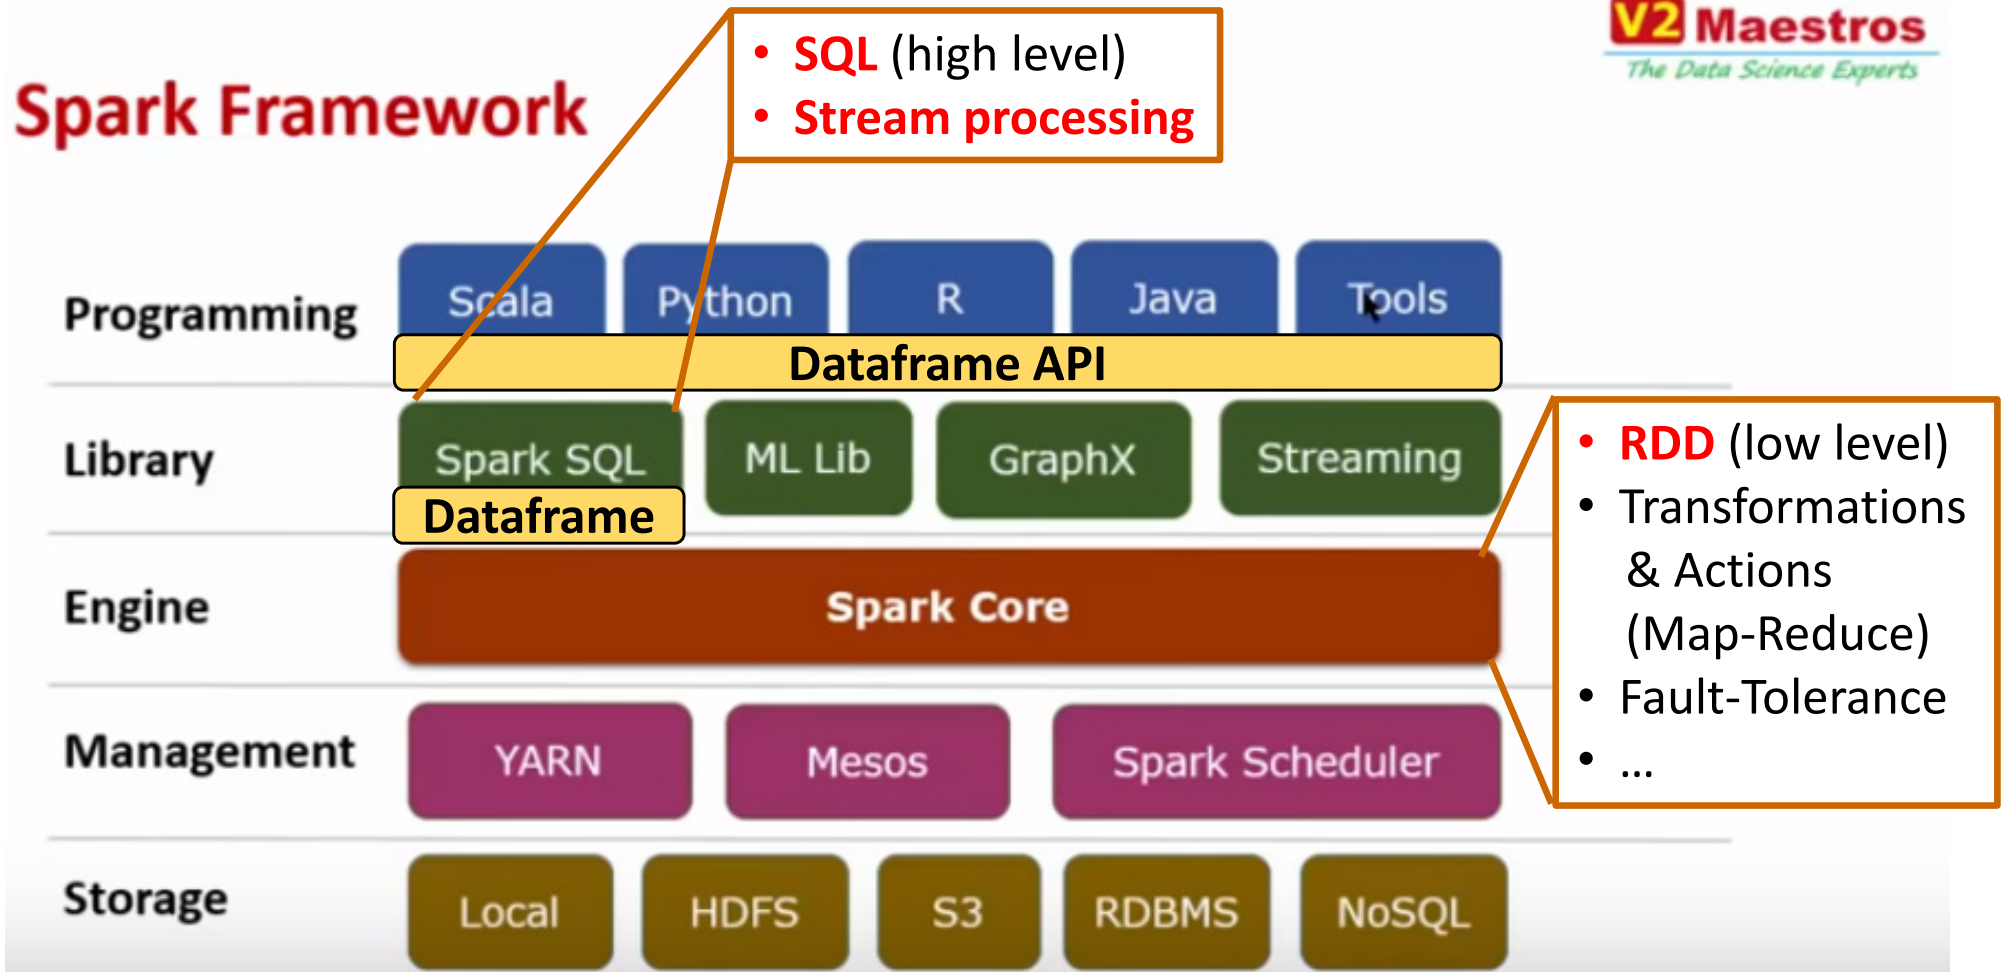 V2 Maestros
The Data Science Experts
• SQL (high level)
• Stream processing
Spark Framework
Programming
Scala
Python
R
Java
Tools
Dataframe API
Library
Spark SQL
ML Lib
GraphX
Streaming
Dataframe
• RDD (low level)
• Transformations
& Actions
(Map-Reduce)
• Fault-Tolerance
• ...
Engine
Spark Core
Management
YARN
Mesos
Spark Scheduler
Storage
Local
HDFS
S3
RDBMS
NoSQL